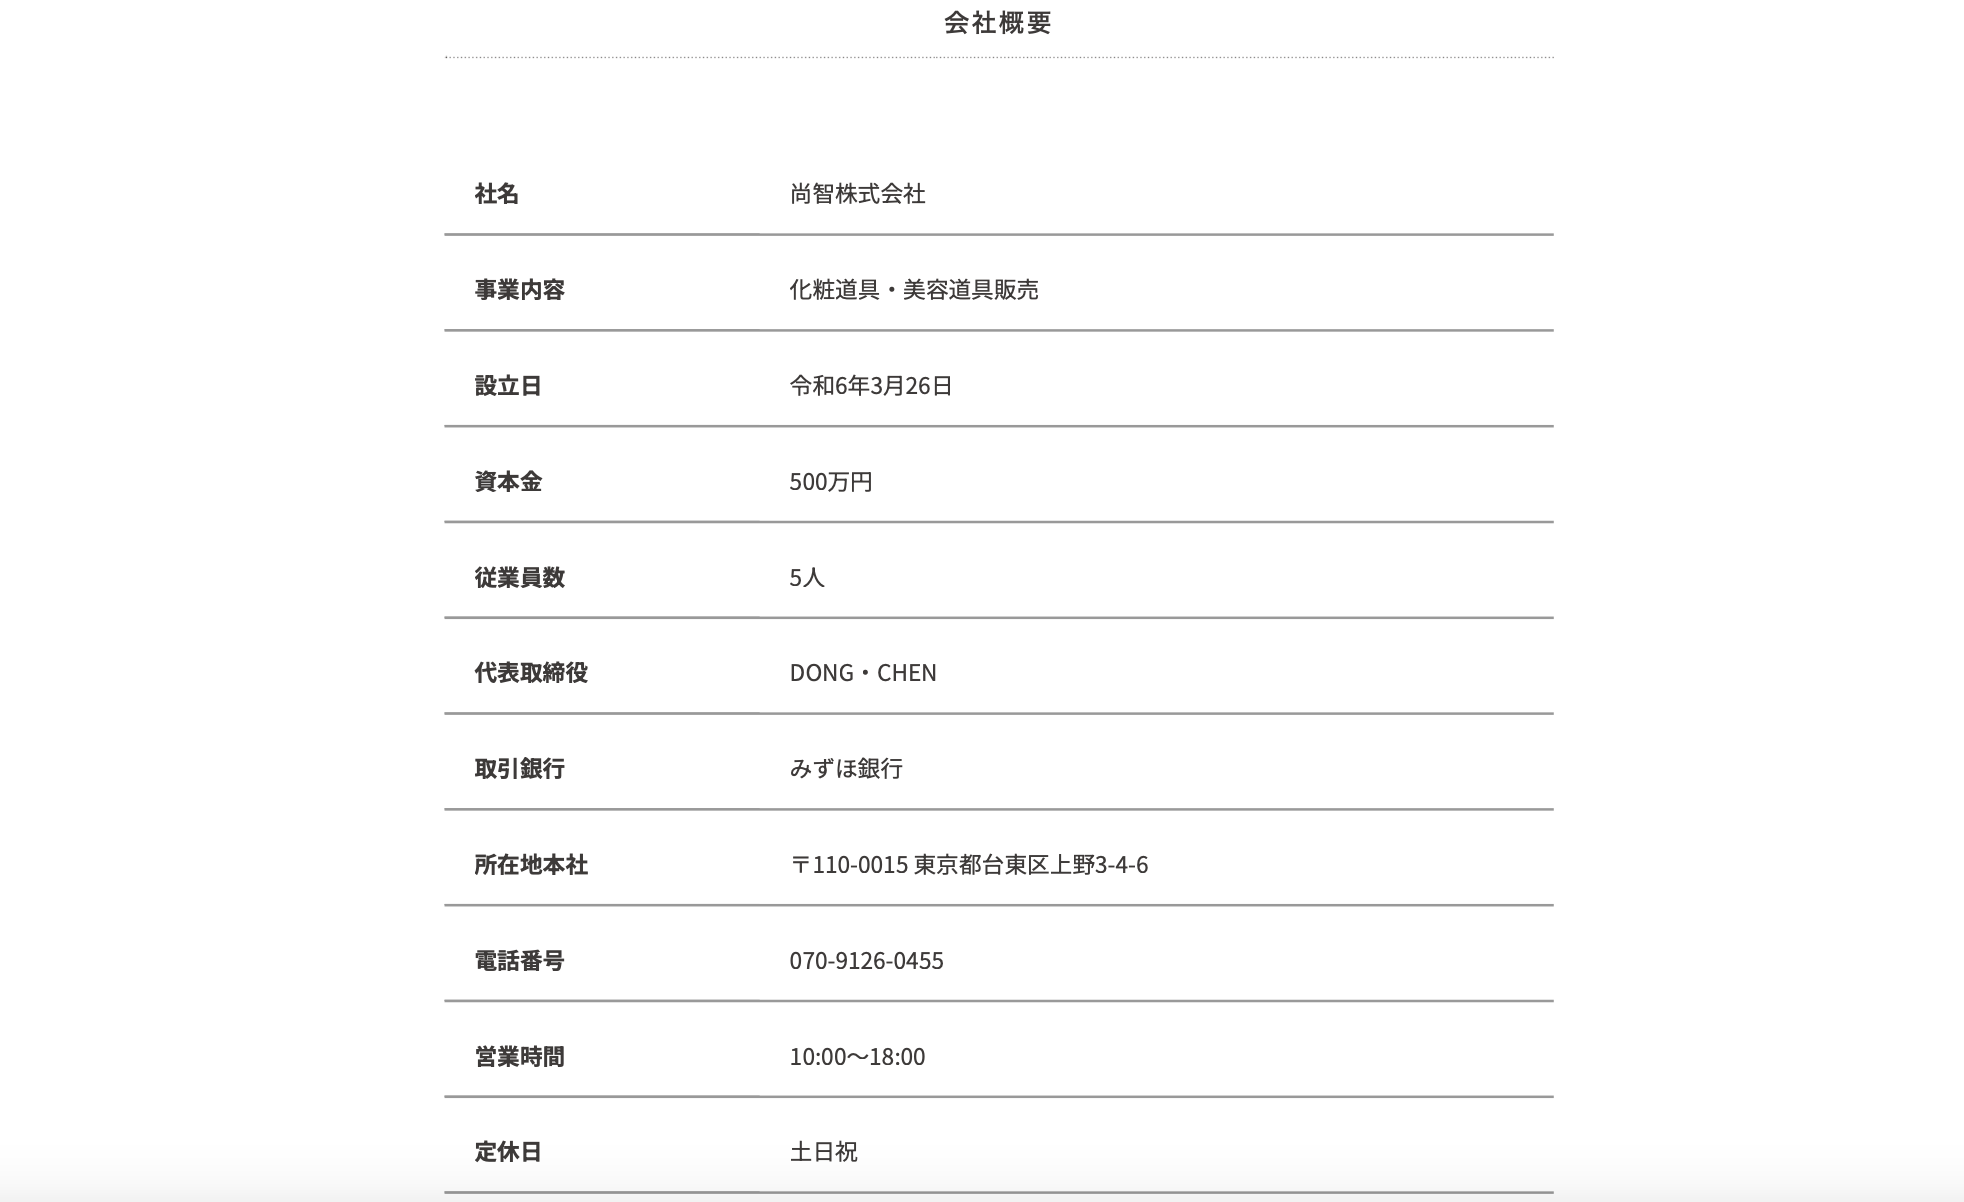 会社概要
社名 尚智株式会社
事業内容 化粧道具・美容道具販売
設立日 令和6年3月26日
資本金 500万円
従業員数 5人
代表取締役 DONG・CHEN
取引銀行 みずほ銀行
所在地本社 〒110-0015 東京都台東区上野3-4-6
電話番号 070-9126-0455
営業時間 10:00〜18:00
定休日 土日祝